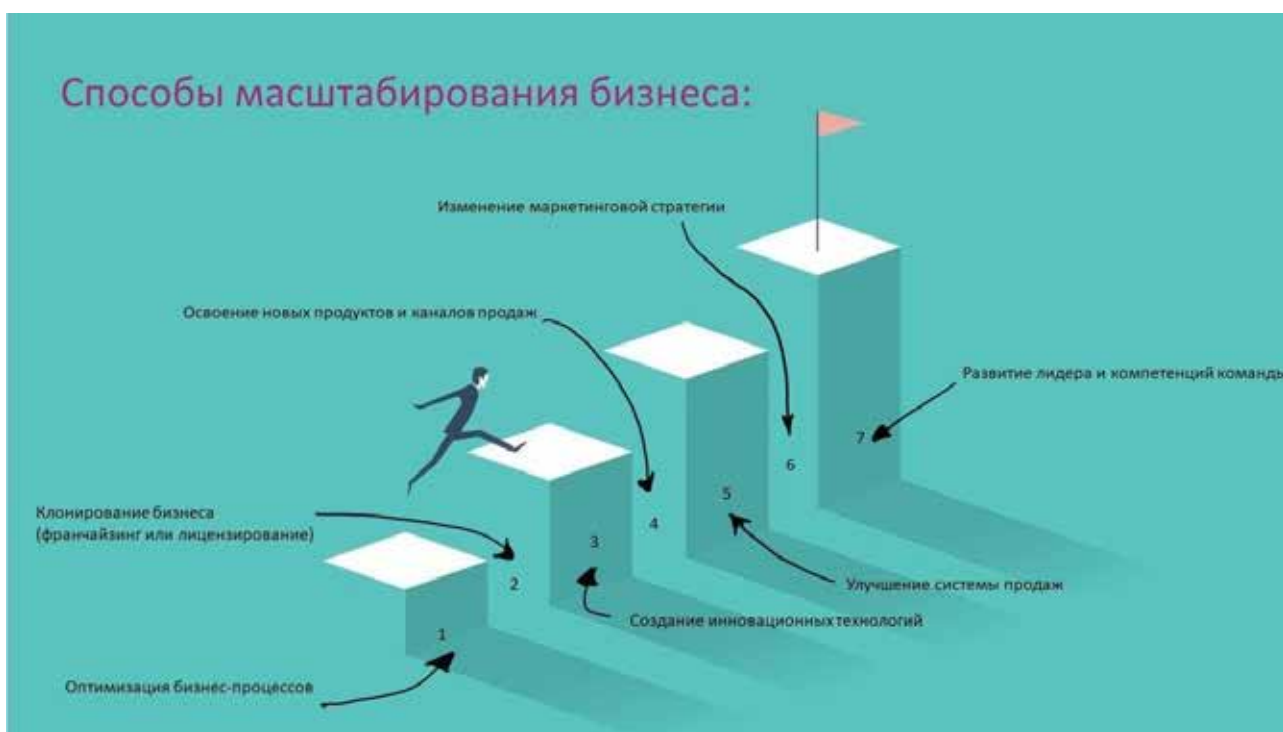 Способы масштабирования бизнеса:
Изменение маркетинговой стратегии
Освоение новых продуктов и каналов продаж
Развитие лидера и компетенций команды
7
6
5
4
Клонирование бизнеса
(франчайзинг или лицензирование)
3
2
Улучшение системы продаж
Создание инновационных технологий
1
Оптимизация бизнес-процессов